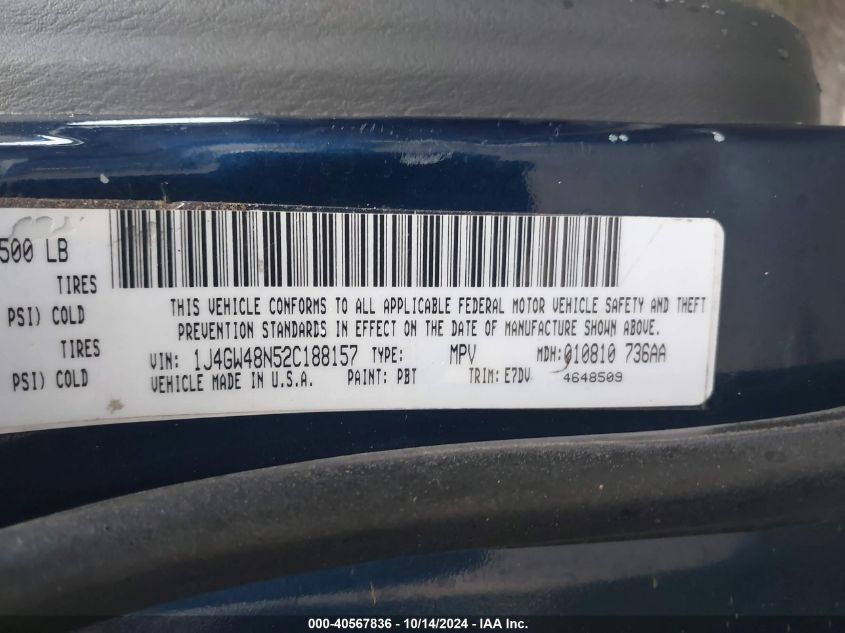 500 LB
TIRES
PSI) COLD
TIRES
PSI) COLD
THIS VEHICLE CONFORMS TO ALL APPLICABLE FEDERAL MOTOR VEHICLE SAFETY AND THEFT
PREVENTION STANDARDS IN EFFECT ON THE DATE OF MANUFACTURE SHOWN ABOVE.
VIN: 1J4GW48N52C188157 TYPE: MPV MDH: 010810 736AA
VEHICLE MADE IN U.S.A. PAINT: PBT TRIM: E7DV 4648509
000-40567836 - 10/14/2024 - IAA Inc.